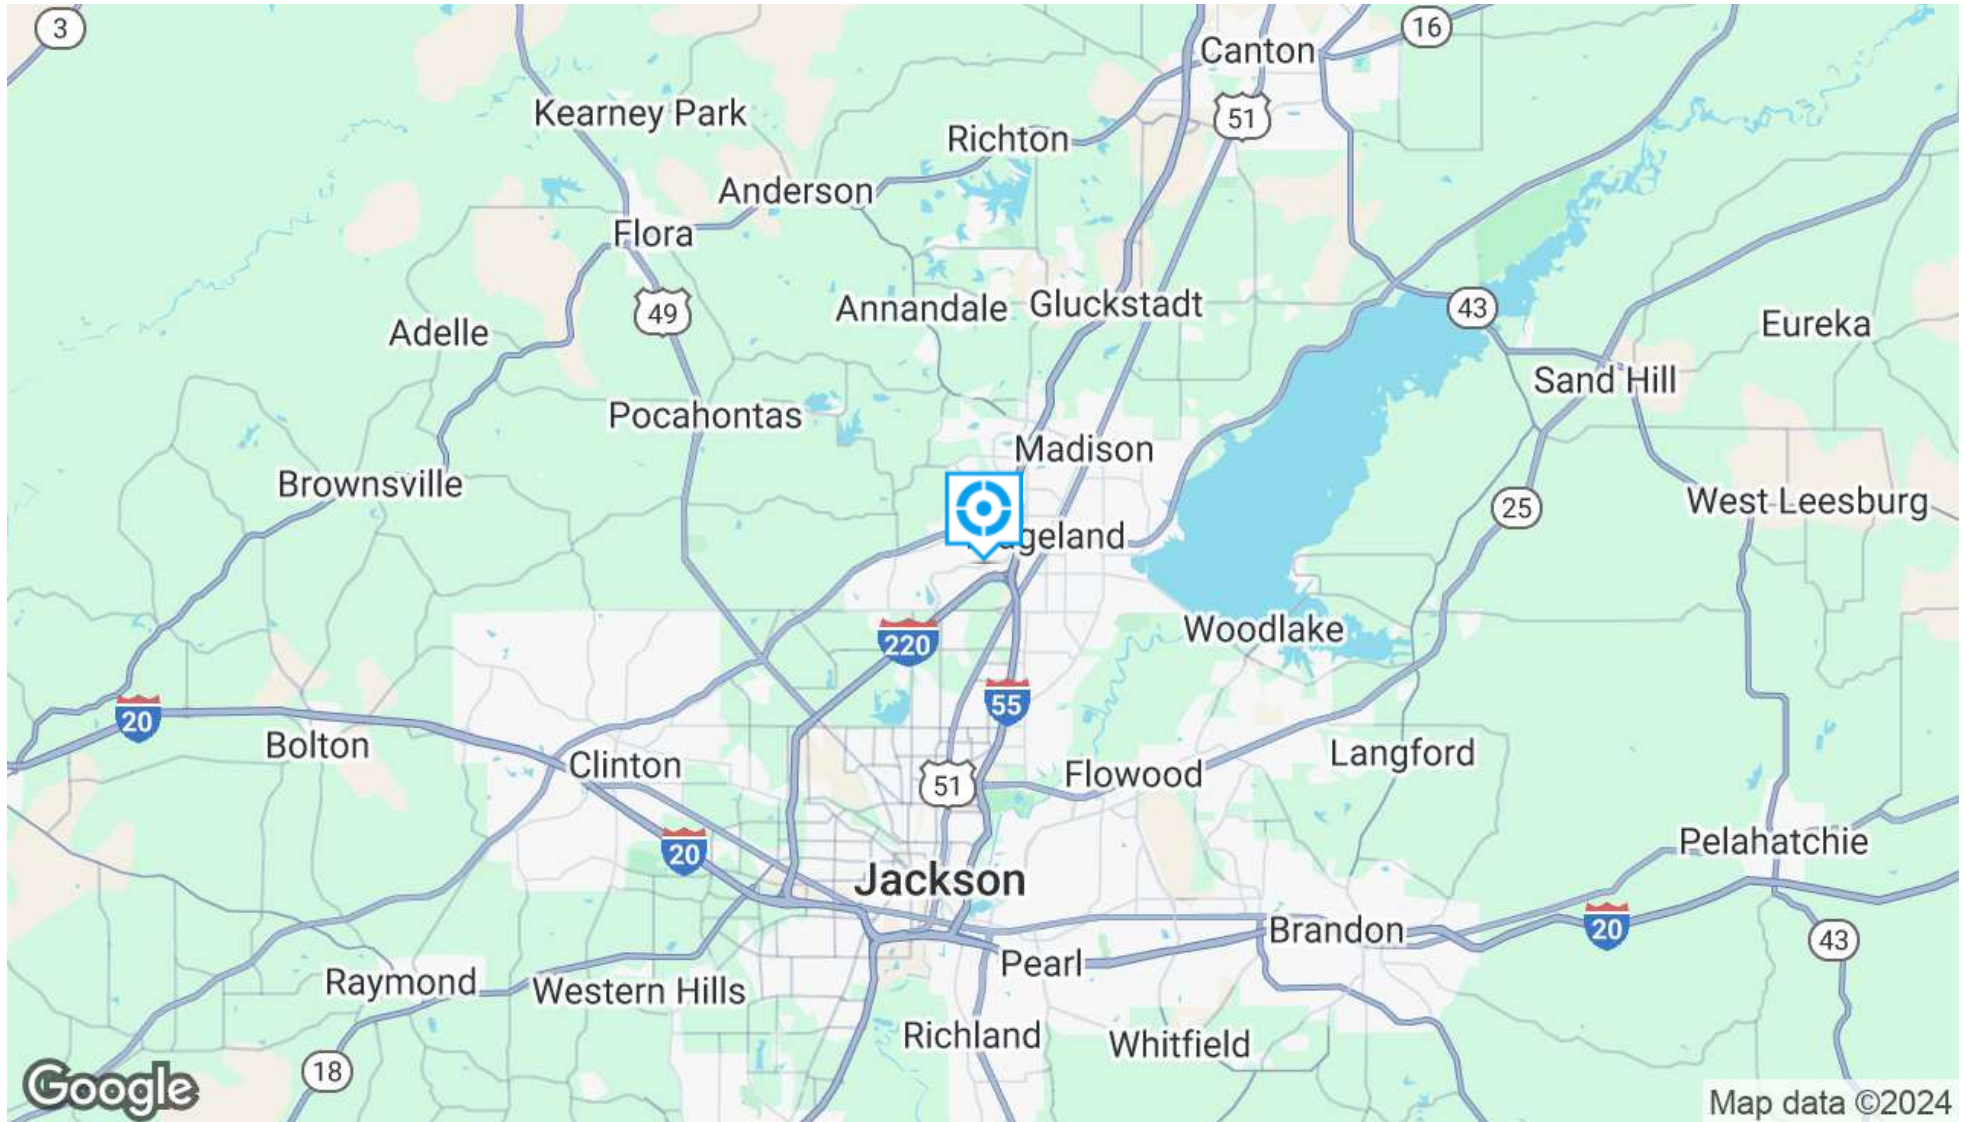 3
16
Canton
Kearney Park
51
Richton
Anderson
Flora
49
Annandale
Gluckstadt
43
Eureka
Adelle
Sand Hill
Pocahontas
Madison
Brownsville
West Leesburg
25
geland
Woodlake
220
55
20
Bolton
Clinton
51
Flowood
Langford
20
Pelahatchie
Jackson
Brandon
20
43
Pearl
Raymond
Western Hills
Richland
Whitfield
18
Google
Map data ©2024